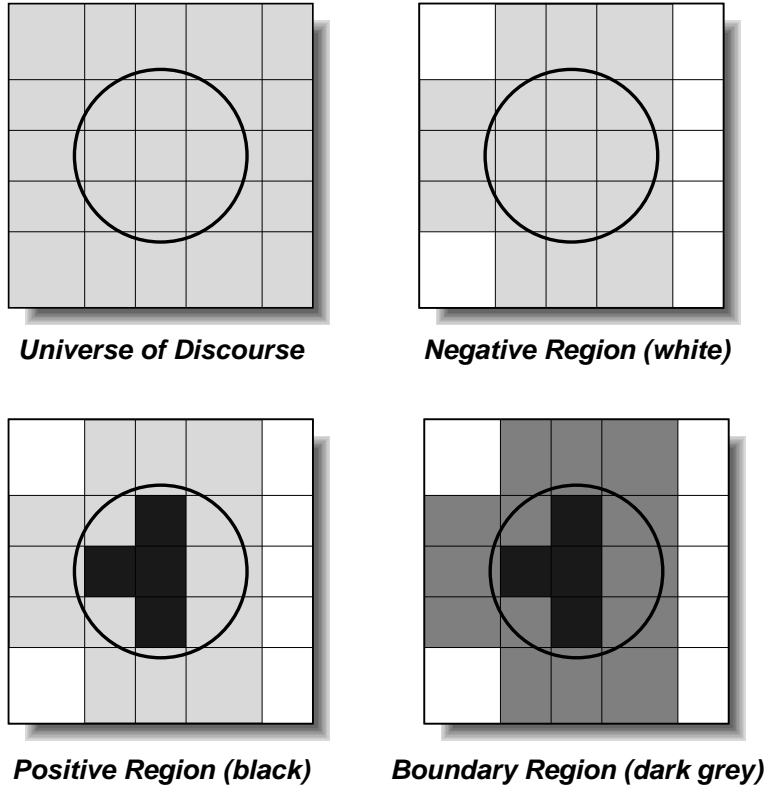 Universe of Discourse
Negative Region (white)
Positive Region (black)
Boundary Region (dark grey)